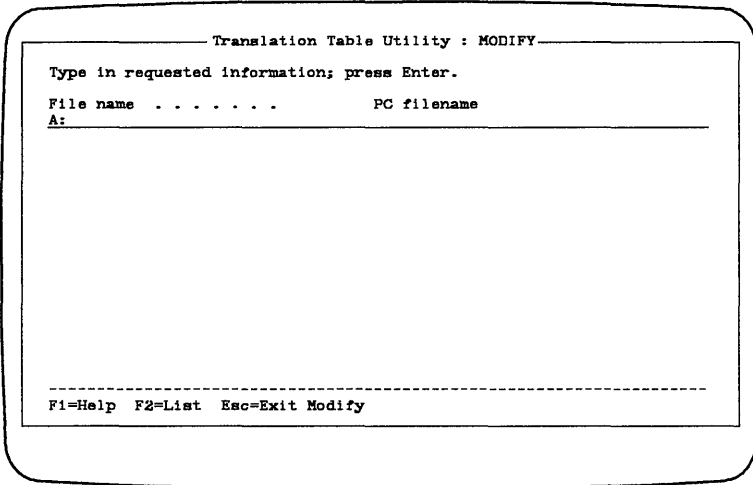 Translation Table Utility : MODIFY
Type in requested information; press Enter.
File name . . . . . . . PC filename
A:
F1=Help F2=List Esc=Exit Modify